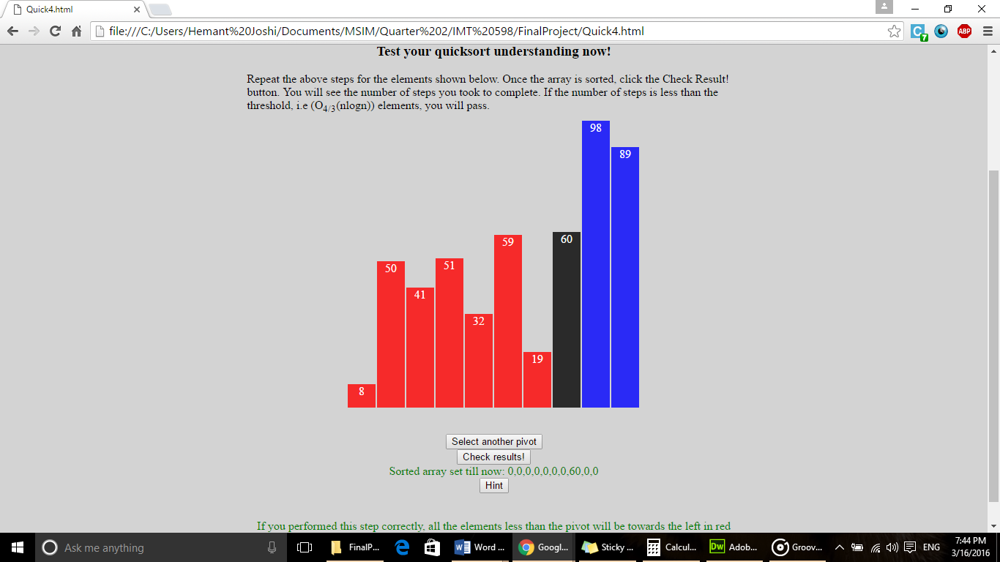 Quick4.html
file:///C:/Users/Hemant%20Joshi/Documents/MSIM/Quarter%202/IMT%20598/FinalProject/Quick4.html
C 7
ABP
Test your quicksort understanding now!
Repeat the above steps for the elements shown below. Once the array is sorted, click the Check Result!
button. You will see the number of steps you took to complete. If the number of steps is less than the
threshold, i.e (O4/3(nlogn)) elements, you will pass.
98
89
60
59
51
50
41
32
19
8
Select another pivot
Check results!
Sorted array set till now: 0,0,0,0,0,0,0,60,0,0
Hint
If you performed this step correctly, all the elements less than the pivot will be towards the left in red
Ask me anything
FinalP...
Word ...
Googl...
Sticky ...
Calcul...
Dw
Adob...
Groov...
ENG
7:44 PM
3/16/2016